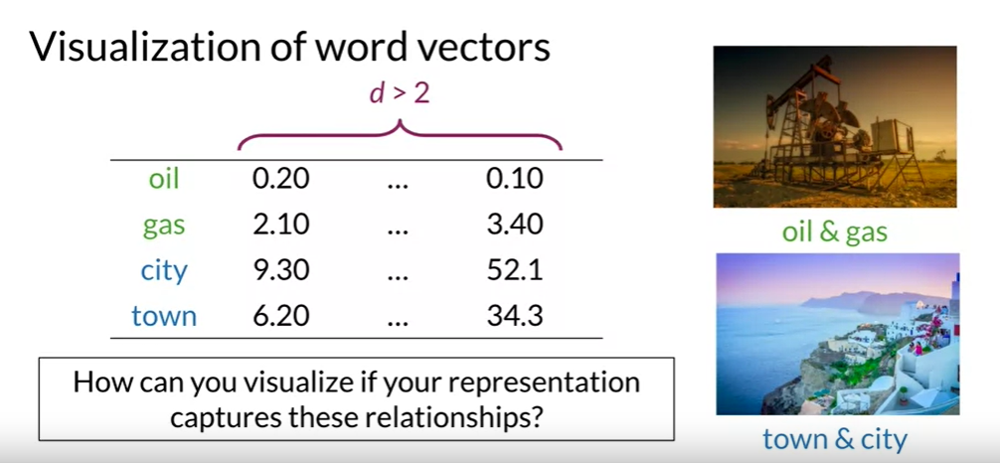 Visualization of word vectors
d > 2
oil 0.20 ... 0.10
gas 2.10 ... 3.40
city 9.30 ... 52.1
town 6.20 ... 34.3
How can you visualize if your representation
captures these relationships?
oil & gas
town & city